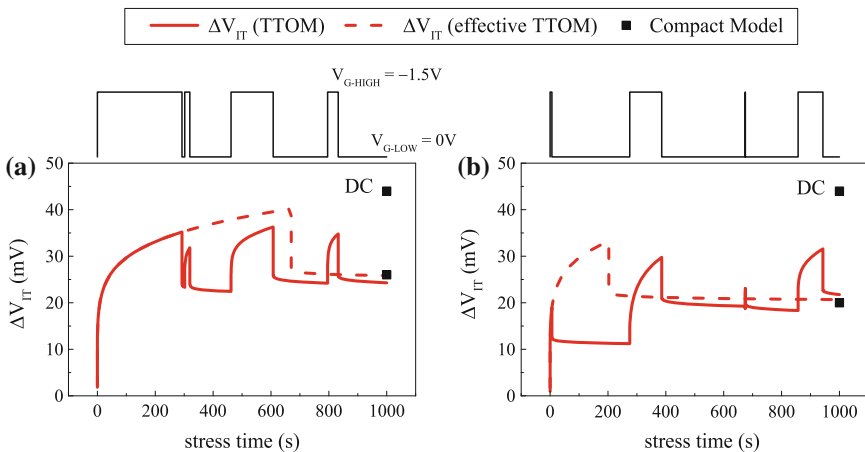 ΔV_IT (TTOM) ΔV_IT (effective TTOM) Compact Model
V_G-HIGH = −1.5V
V_G-LOW = 0V
(a)
50
40
30
20
10
0
ΔV_IT (mV)
DC
0 200 400 600 800 1000
stress time (s)
(b)
50
40
30
20
10
0
ΔV_IT (mV)
DC
0 200 400 600 800 1000
stress time (s)